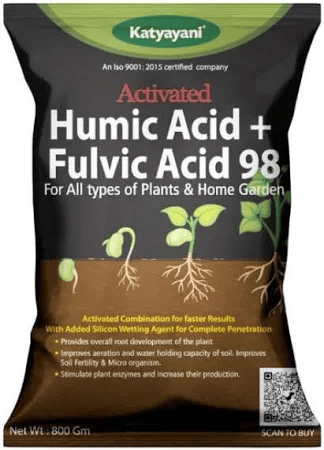 Katyayani®
An Iso 9001: 2015 certified company
Activated
Humic Acid +
Fulvic Acid 98
For All types of Plants & Home Garden
Activated Combination for faster Results
With Added Silicon Wetting Agent for Complete Penetration
• Provides overall root development of the plant
• Improves aeration and water holding capacity of soil. Improves
Soil Fertility & Micro organism.
• Stimulate plant enzymes and increase their production.
Net Wt : 800 Gm
SCAN TO BUY